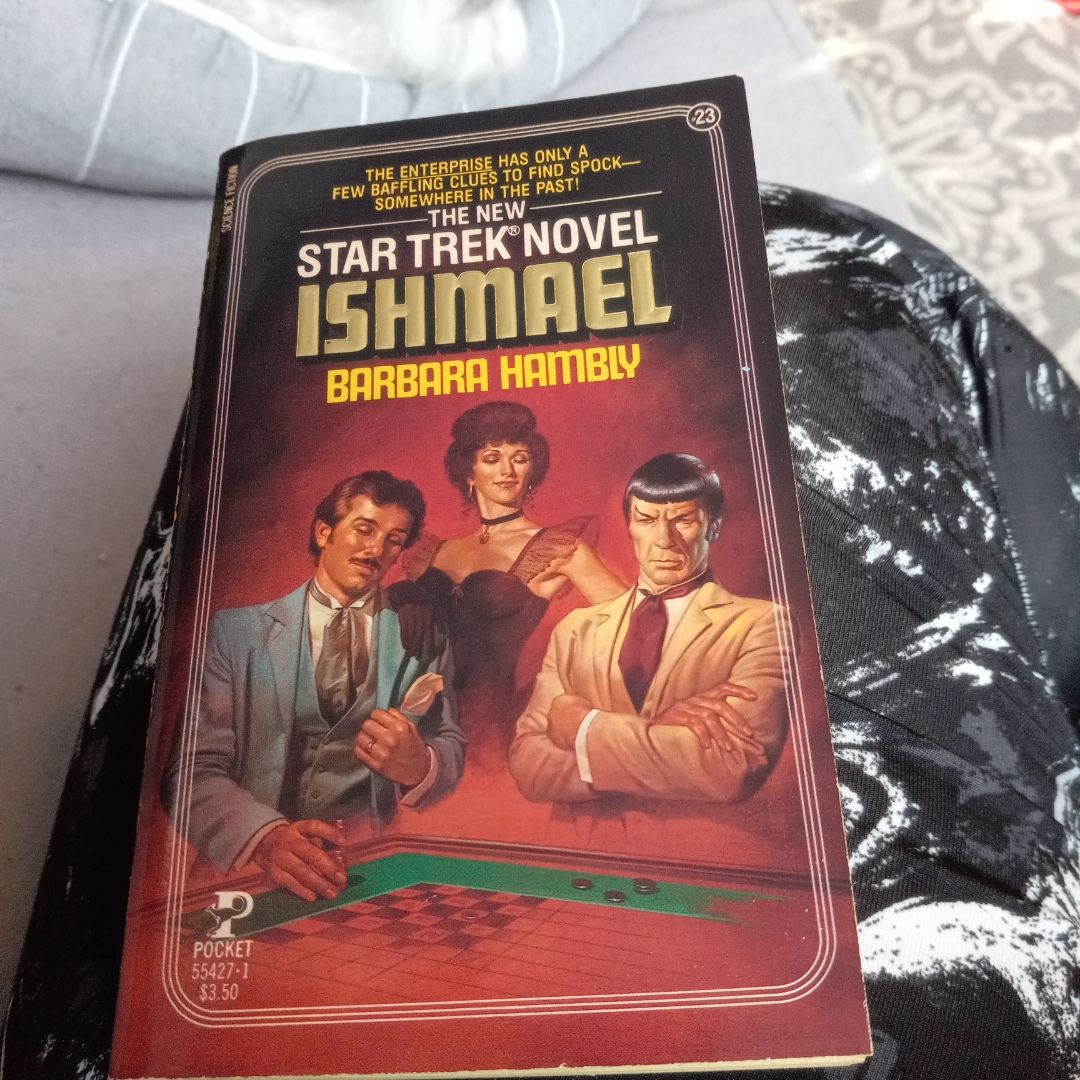 SCIENCE FICTION
#23
THE ENTERPRISE HAS ONLY A
FEW BAFFLING CLUES TO FIND SPOCK—
SOMEWHERE IN THE PAST!
THE NEW
STAR TREK® NOVEL
ISHMAEL
BARBARA HAMBLY
P
POCKET
55427·1
$3.50